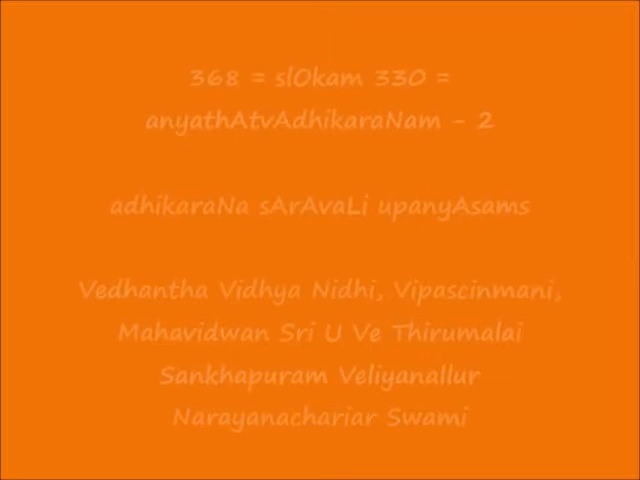 368 = slOkam 330 =
anyathAtvAdhikaraNam - 2
adhikaraNa sArAvaLi upanyAsams
Vedhantha Vidhya Nidhi, Vipascinmani,
Mahavidwan Sri U Ve Thirumalai
Sankhapuram Veliyanallur
Narayanachariar Swami